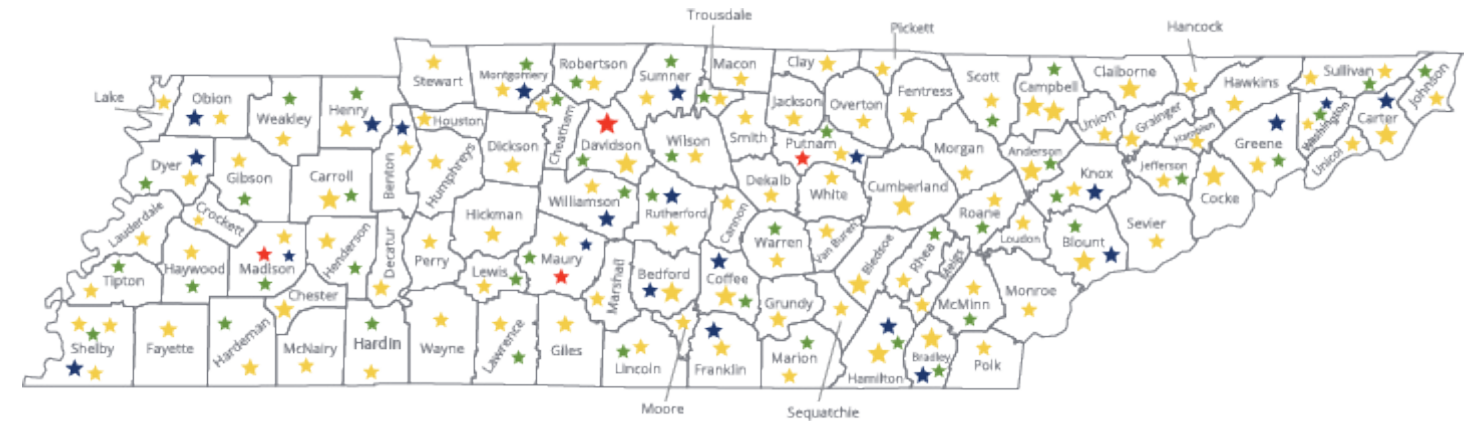 Trousdale
Pickett
Hancock
Lake
Stewart
Montgomery
Robertson
Sumner
Macon
Clay
Scott
Campbell
Claiborne
Hawkins
Sullivan
Johnson
Obion
Weakley
Henry
Houston
Cheatham
Jackson
Overton
Fentress
Union
Grainger
Hamblen
Washington
Carter
Dyer
Gibson
Carroll
Benton
Humphreys
Dickson
Davidson
Wilson
Smith
Putnam
Morgan
Anderson
Knox
Jefferson
Greene
Unicoi
Lauderdale
Crockett
Hickman
Williamson
Rutherford
Cannon
Dekalb
White
Cumberland
Roane
Loudon
Blount
Sevier
Cocke
Tipton
Haywood
Madison
Henderson
Decatur
Perry
Lewis
Maury
Marshall
Bedford
Coffee
Warren
Van Buren
Bledsoe
Rhea
Meigs
McMinn
Monroe
Shelby
Fayette
Hardeman
Chester
McNairy
Hardin
Wayne
Lawrence
Giles
Lincoln
Franklin
Grundy
Marion
Hamilton
Bradley
Polk
Moore
Sequatchie